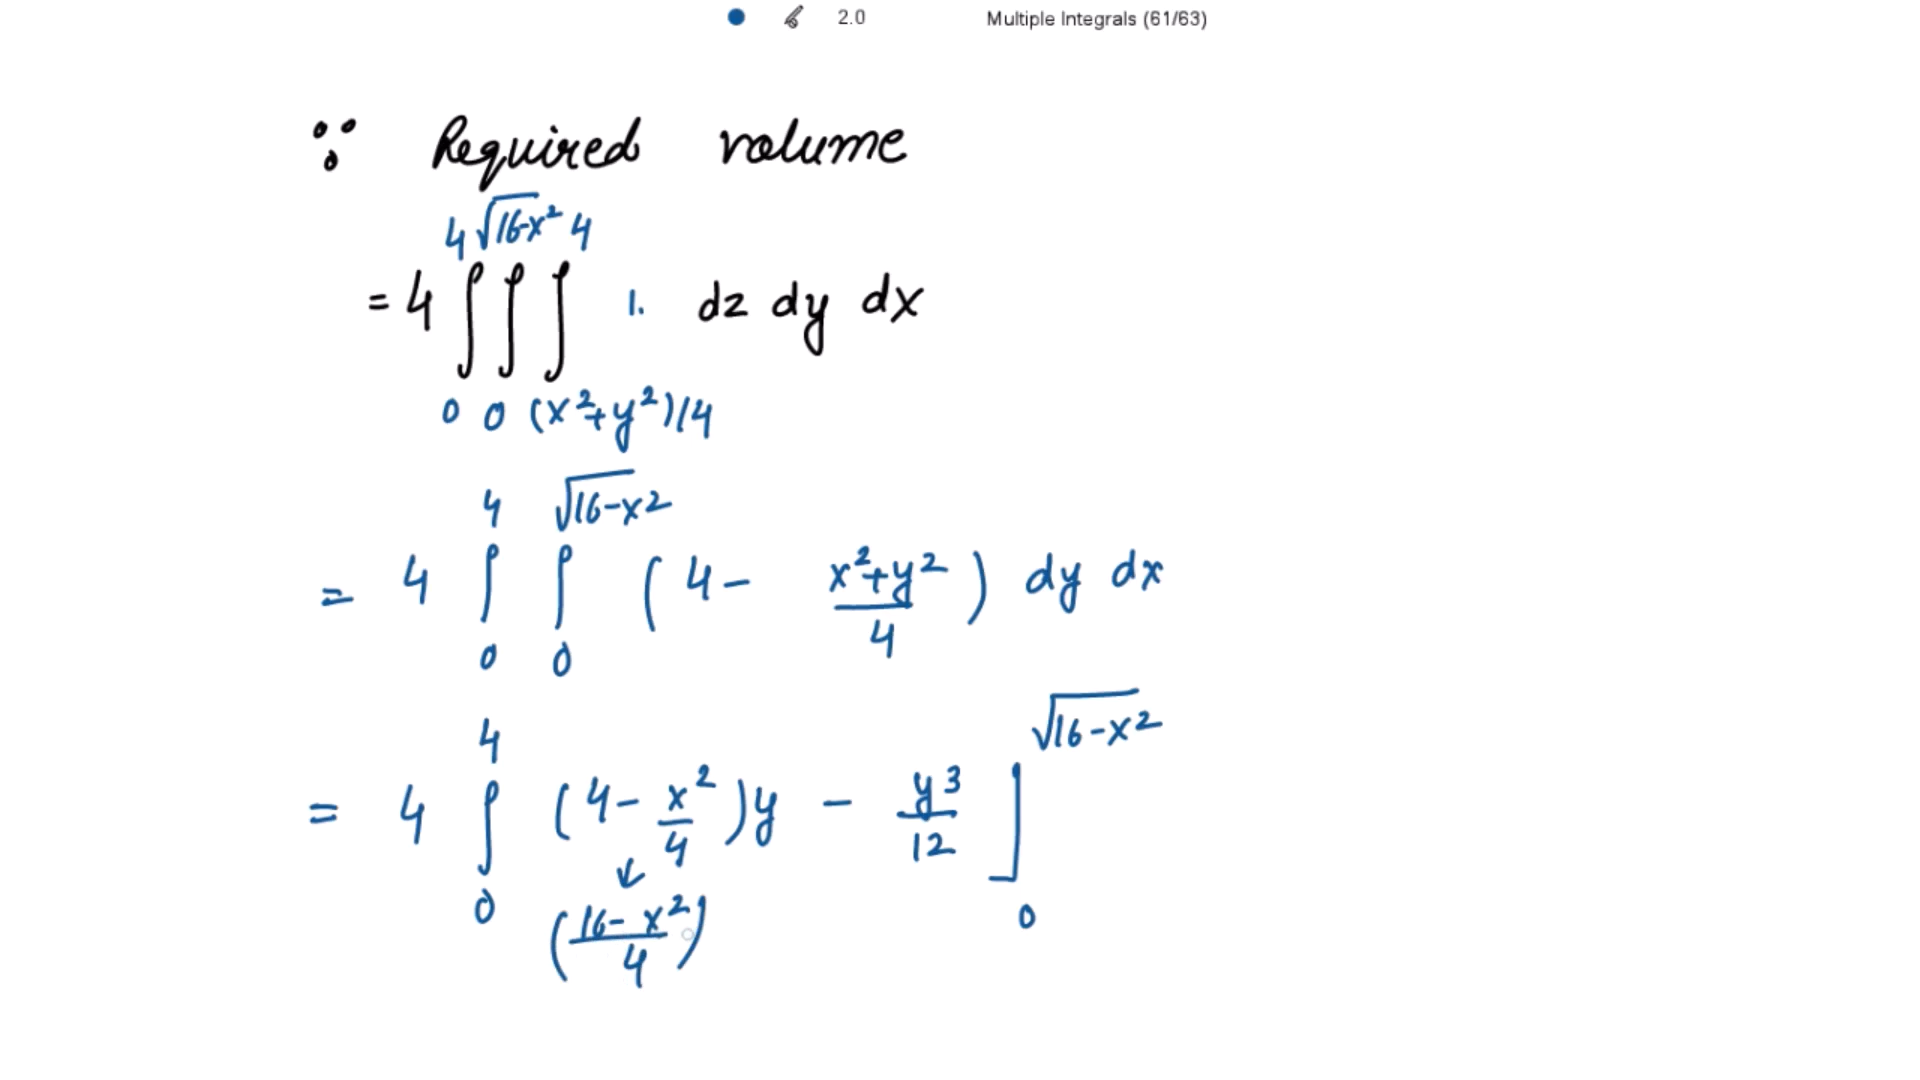 2.0 Multiple Integrals (61/63)
∵ Required volume
4 √16-x² 4
= 4 ∫ ∫ ∫ 1. dz dy dx
0 0 (x²+y²)/4
4 √16-x²
= 4 ∫ ∫ (4 - x²+y²/4) dy dx
0 0
4 √16-x²
= 4 ∫ (4 - x²/4)y - y³/12 ]
↓
0 (16-x²/4) 0